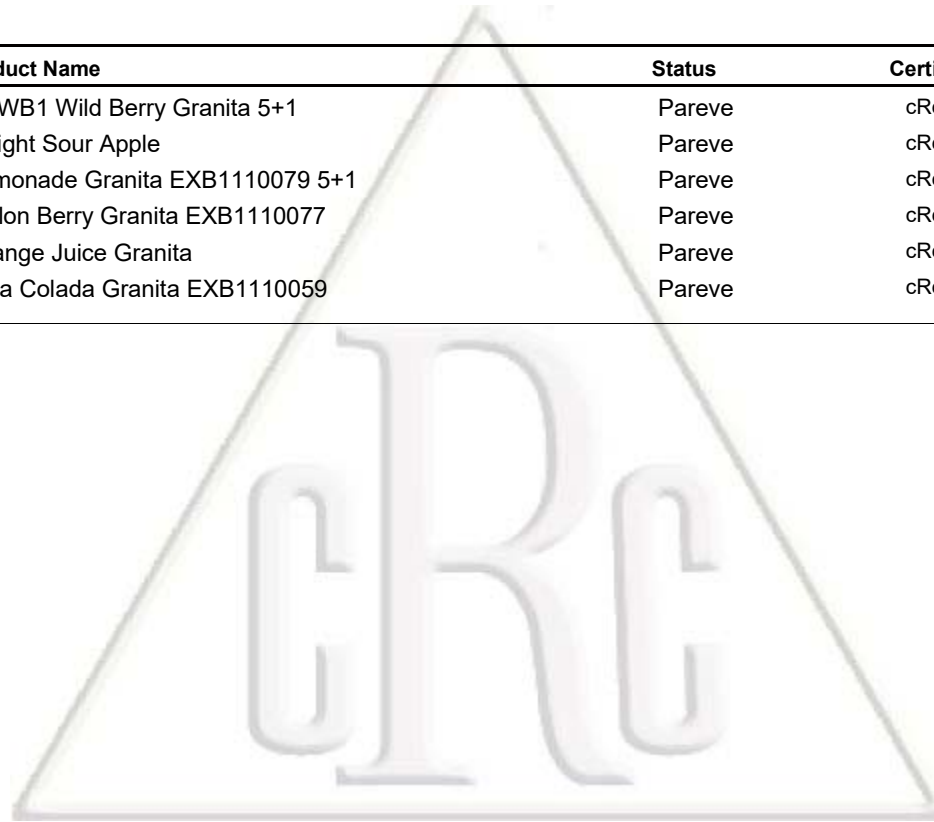 duct Name Status Certi
WB1 Wild Berry Granita 5+1 Pareve cR
ight Sour Apple Pareve cR
monade Granita EXB1110079 5+1 Pareve cR
lon Berry Granita EXB1110077 Pareve cR
ange Juice Granita Pareve cR
a Colada Granita EXB1110059 Pareve cR
cRc